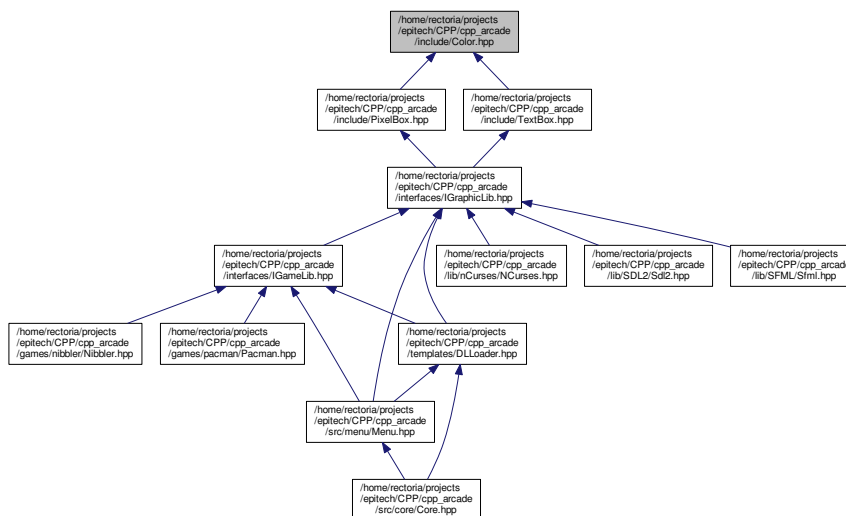 /home/rectoria/projects
/epitech/CPP/cpp_arcade
/include/Color.hpp
/home/rectoria/projects
/epitech/CPP/cpp_arcade
/include/PixelBox.hpp
/home/rectoria/projects
/epitech/CPP/cpp_arcade
/include/TextBox.hpp
/home/rectoria/projects
/epitech/CPP/cpp_arcade
/interfaces/IGraphicLib.hpp
/home/rectoria/projects
/epitech/CPP/cpp_arcade
/interfaces/IGameLib.hpp
/home/rectoria/projects
/epitech/CPP/cpp_arcade
/lib/nCurses/NCurses.hpp
/home/rectoria/projects
/epitech/CPP/cpp_arcade
/lib/SDL2/Sdl2.hpp
/home/rectoria/projects
/epitech/CPP/cpp_arcade
/lib/SFML/Sfml.hpp
/home/rectoria/projects
/epitech/CPP/cpp_arcade
/games/nibbler/Nibbler.hpp
/home/rectoria/projects
/epitech/CPP/cpp_arcade
/games/pacman/Pacman.hpp
/home/rectoria/projects
/epitech/CPP/cpp_arcade
/templates/DLLoader.hpp
/home/rectoria/projects
/epitech/CPP/cpp_arcade
/src/menu/Menu.hpp
/home/rectoria/projects
/epitech/CPP/cpp_arcade
/src/core/Core.hpp